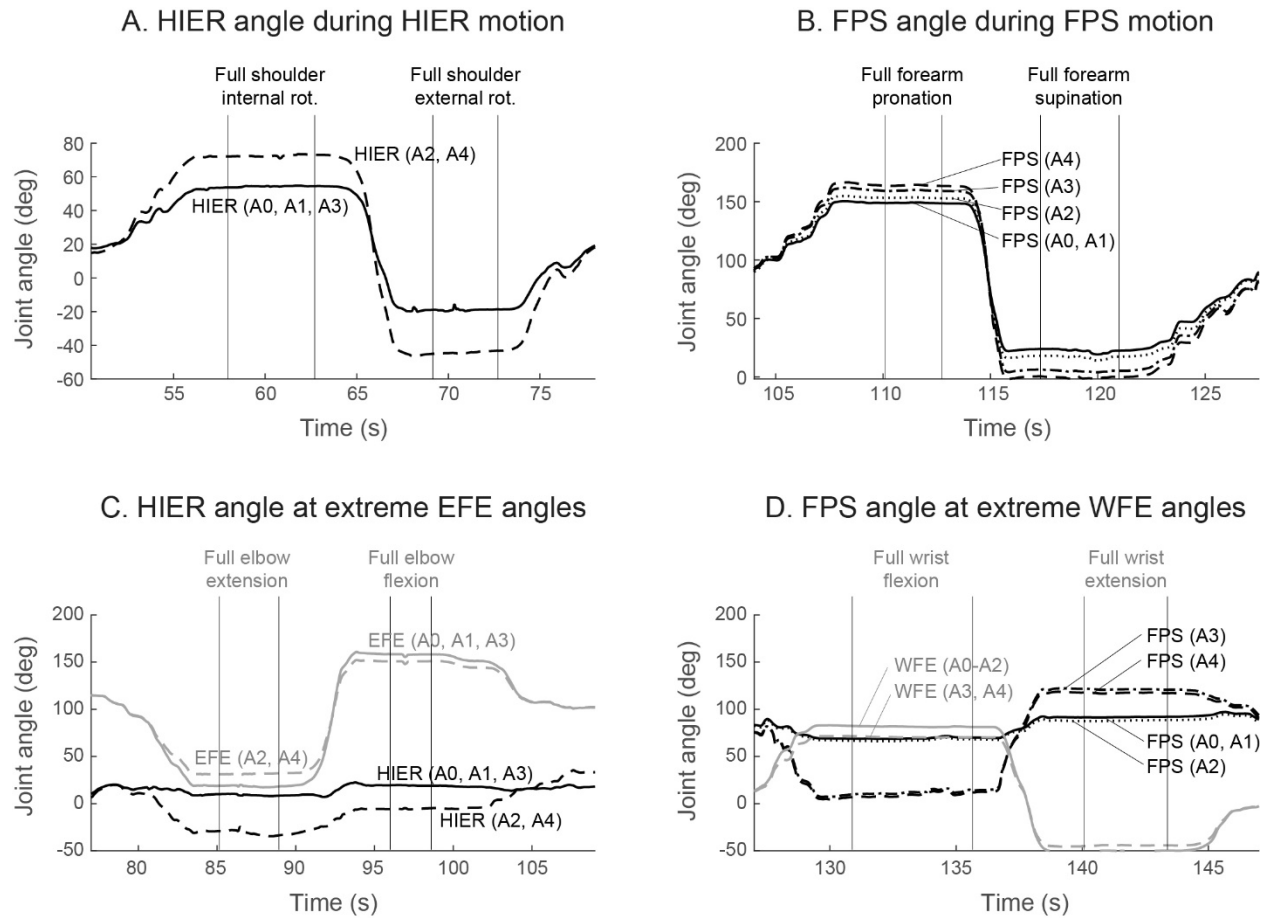 A. HIER angle during HIER motion
Full shoulder
internal rot.
Full shoulder
external rot.
Joint angle (deg)
80
60
40
20
0
-20
-40
-60
HIER (A2, A4)
HIER (A0, A1, A3)
55
60
65
70
75
Time (s)
B. FPS angle during FPS motion
Full forearm
pronation
Full forearm
supination
Joint angle (deg)
200
150
100
50
0
FPS (A4)
FPS (A3)
FPS (A2)
FPS (A0, A1)
105
110
115
120
125
Time (s)
C. HIER angle at extreme EFE angles
Full elbow
extension
Full elbow
flexion
Joint angle (deg)
200
150
100
50
0
-50
EFE (A0, A1, A3)
EFE (A2, A4)
HIER (A0, A1, A3)
HIER (A2, A4)
80
85
90
95
100
105
Time (s)
D. FPS angle at extreme WFE angles
Full wrist
flexion
Full wrist
extension
Joint angle (deg)
200
150
100
50
0
-50
WFE (A0-A2)
WFE (A3, A4)
FPS (A3)
FPS (A4)
FPS (A0, A1)
FPS (A2)
130
135
140
145
Time (s)